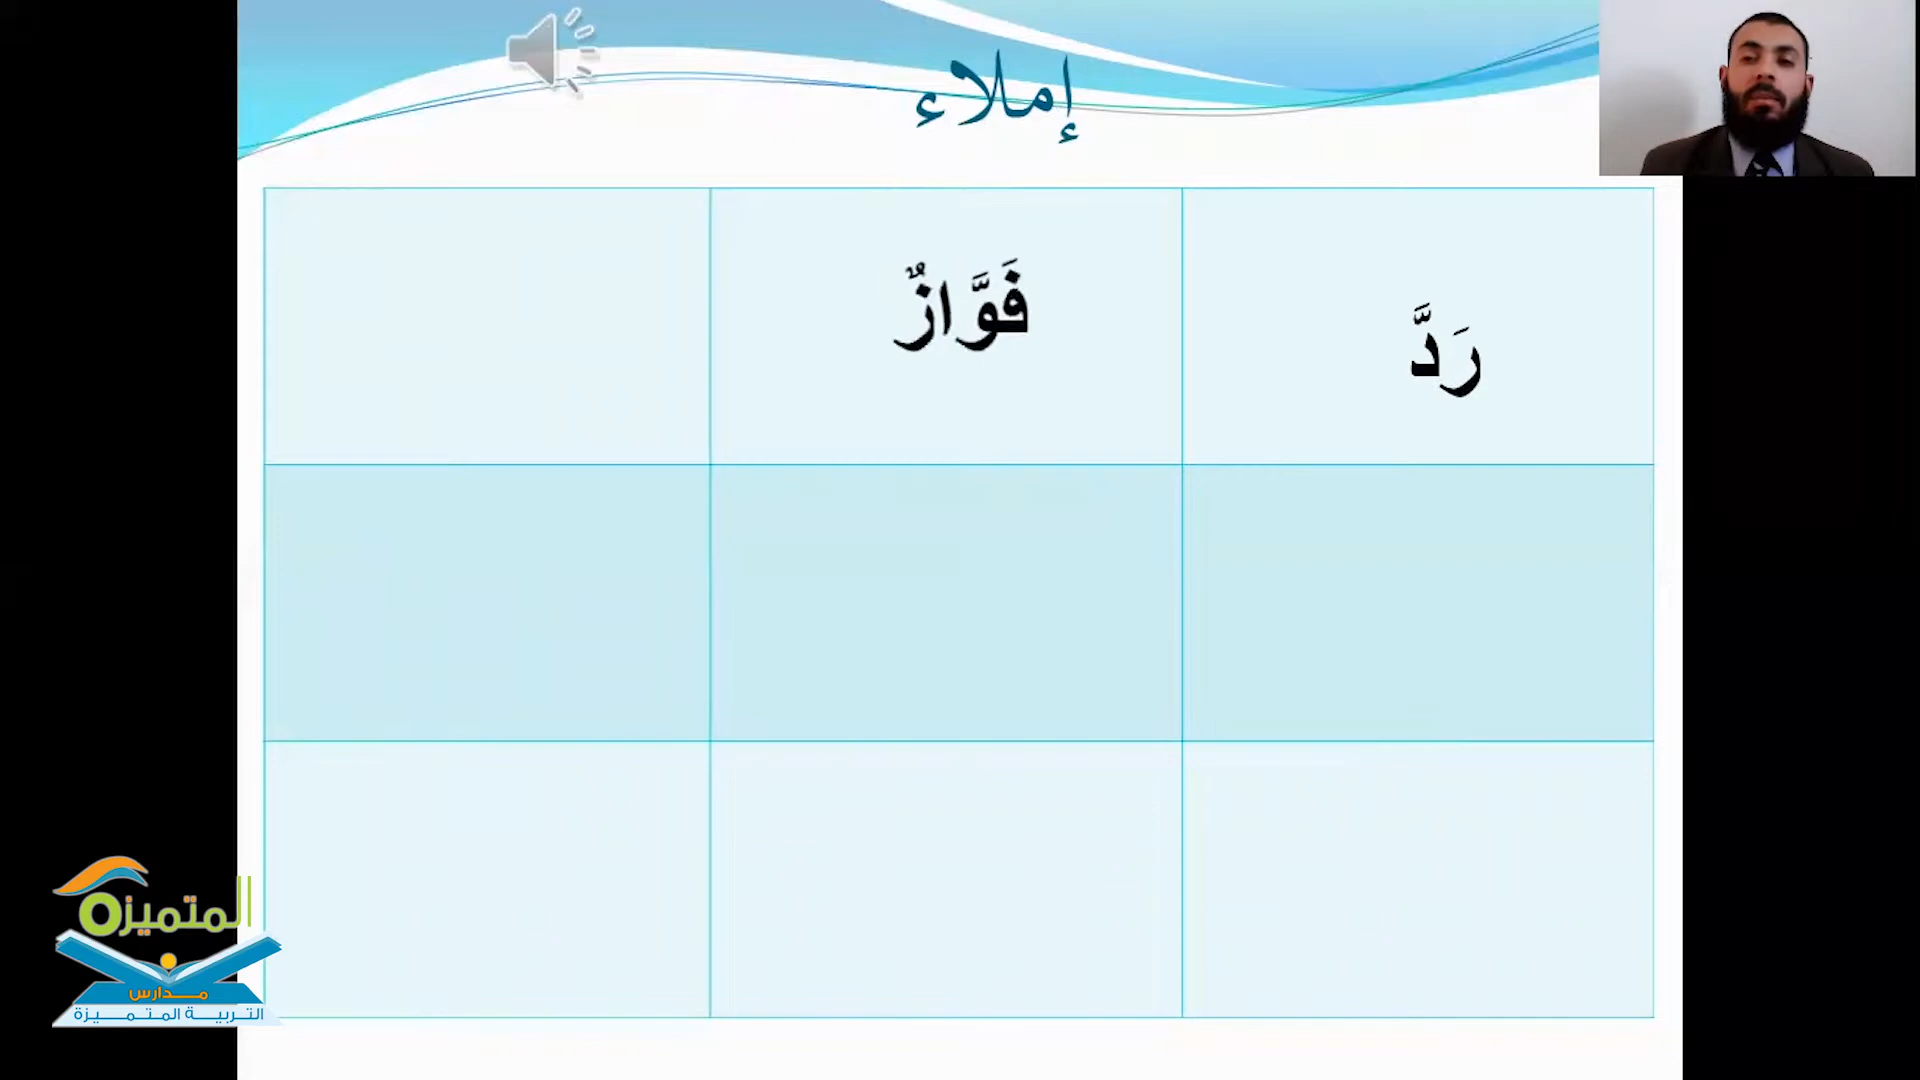 إملاء
رَدَّ
فَوَّازٌ
المتميزة
مدارس
التربية المتميزة